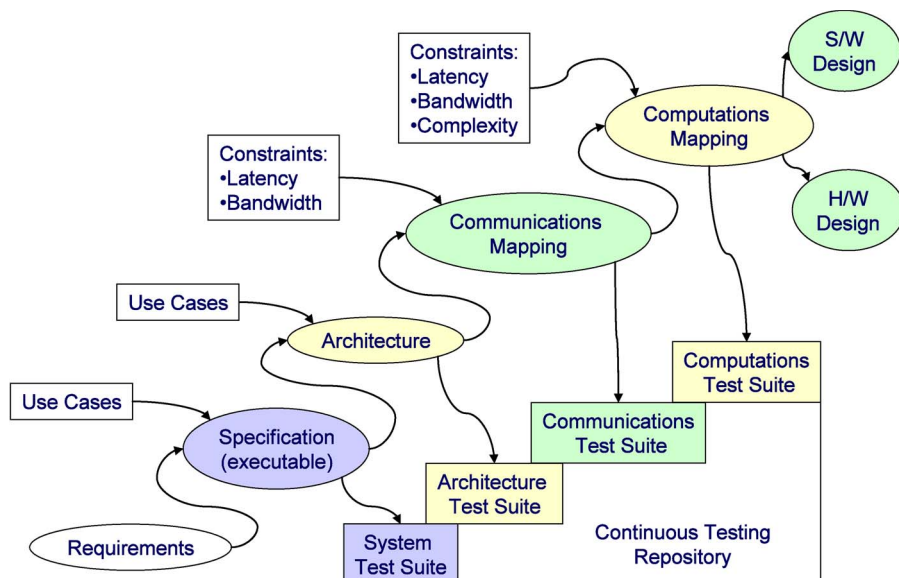 S/W
Design
Constraints:
•Latency
•Bandwidth
•Complexity
Computations
Mapping
Constraints:
•Latency
•Bandwidth
H/W
Design
Communications
Mapping
Use Cases
Architecture
Computations
Test Suite
Use Cases
Specification
(executable)
Communications
Test Suite
Architecture
Test Suite
Requirements
System
Test Suite
Continuous Testing
Repository